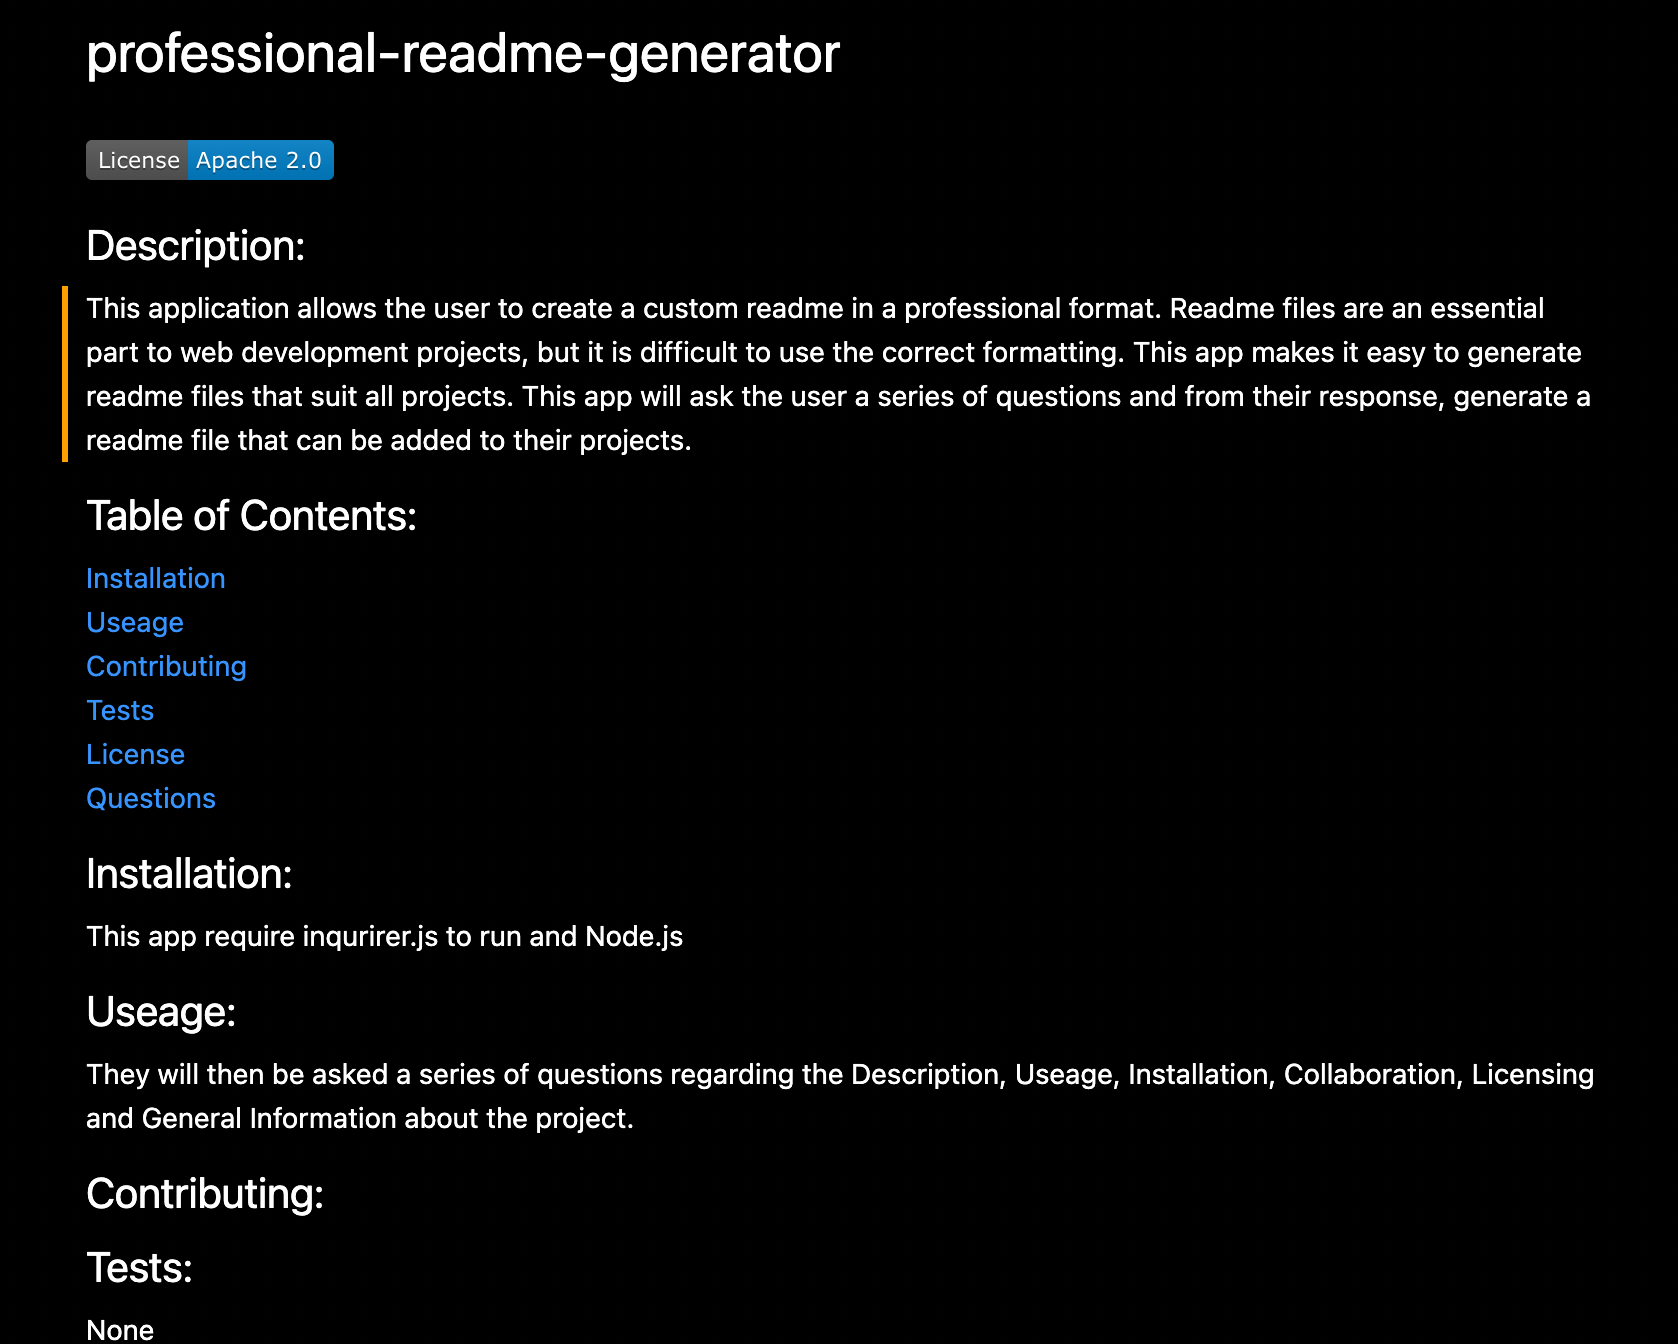 professional-readme-generator
License Apache 2.0
Description:
This application allows the user to create a custom readme in a professional format. Readme files are an essential
part to web development projects, but it is difficult to use the correct formatting. This app makes it easy to generate
readme files that suit all projects. This app will ask the user a series of questions and from their response, generate a
readme file that can be added to their projects.
Table of Contents:
Installation
Useage
Contributing
Tests
License
Questions
Installation:
This app require inqurirer.js to run and Node.js
Useage:
They will then be asked a series of questions regarding the Description, Useage, Installation, Collaboration, Licensing
and General Information about the project.
Contributing:
Tests:
None